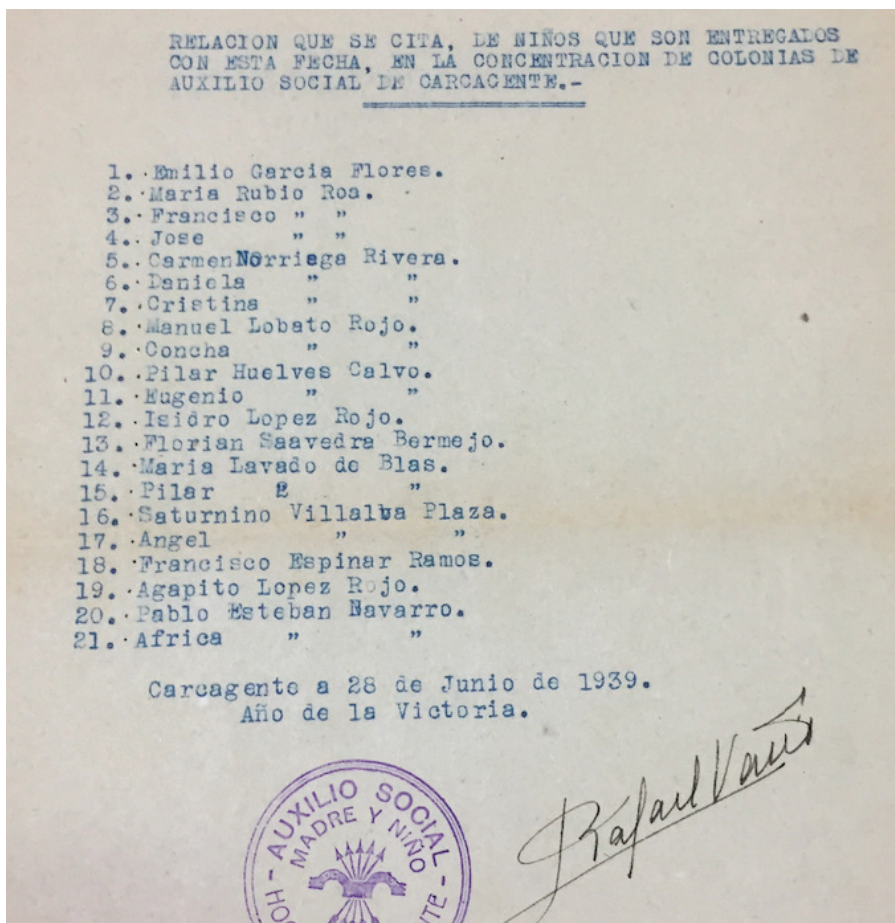 RELACION QUE SE CITA, DE NIÑOS QUE SON ENTREGADOS
CON ESTA FECHA, EN LA CONCENTRACION DE COLONIAS DE
AUXILIO SOCIAL DE CARCAGENTE.-
1. Emilio Garcia Flores.
2. Maria Rubio Roa.
3. Francisco " "
4. Jose " "
5. Carmen Norriega Rivera.
6. Daniela " "
7. Cristina " "
8. Manuel Lobato Rojo.
9. Concha " "
10. Pilar Huelves Calvo.
11. Eugenio " "
12. Isidro Lopez Rojo.
13. Florian Saavedra Bermejo.
14. Maria Lavado de Blas.
15. Pilar "
16. Saturnino Villalba Plaza.
17. Angel " "
18. Francisco Espinar Ramos.
19. Agapito Lopez Rojo.
20. Pablo Esteban Navarro.
21. Africa " "
Carcagente a 28 de Junio de 1939.
Año de la Victoria.
AUXILIO SOCIAL
MADRE Y NIÑO
Rafael Vañó